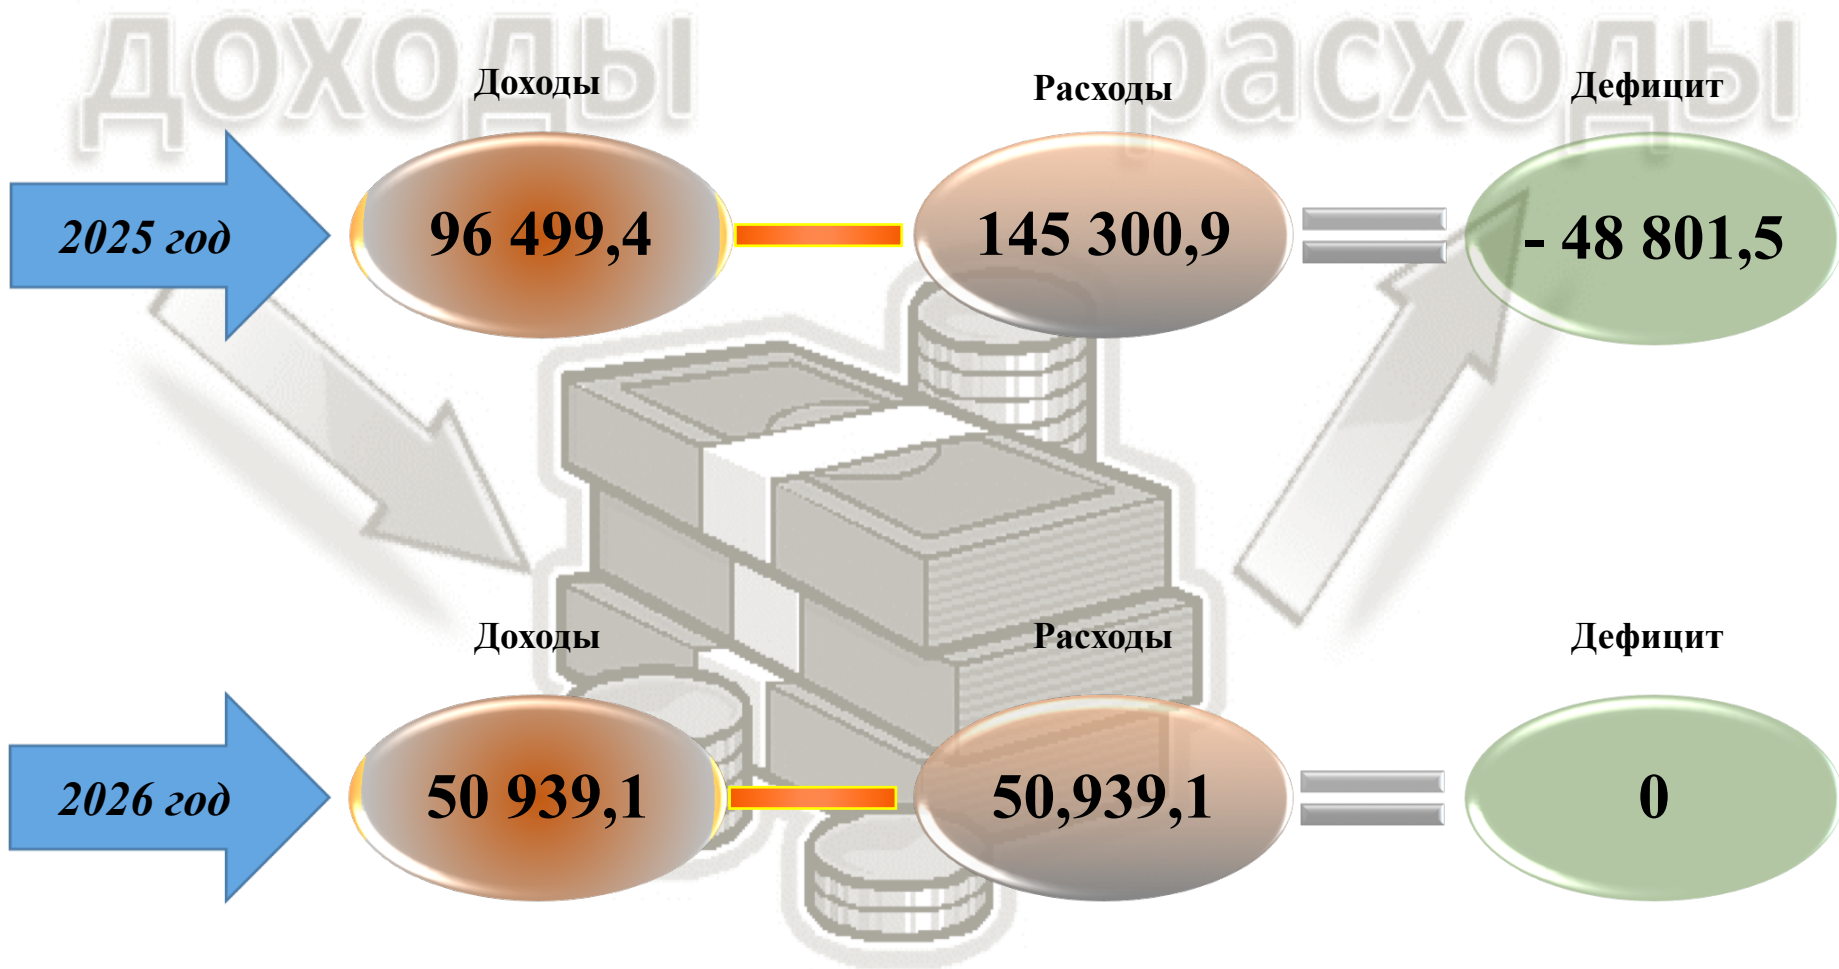 доходы
расходы
Доходы
Расходы
Дефицит
2025 год
96 499,4
145 300,9
- 48 801,5
Доходы
Расходы
Дефицит
2026 год
50 939,1
50,939,1
0